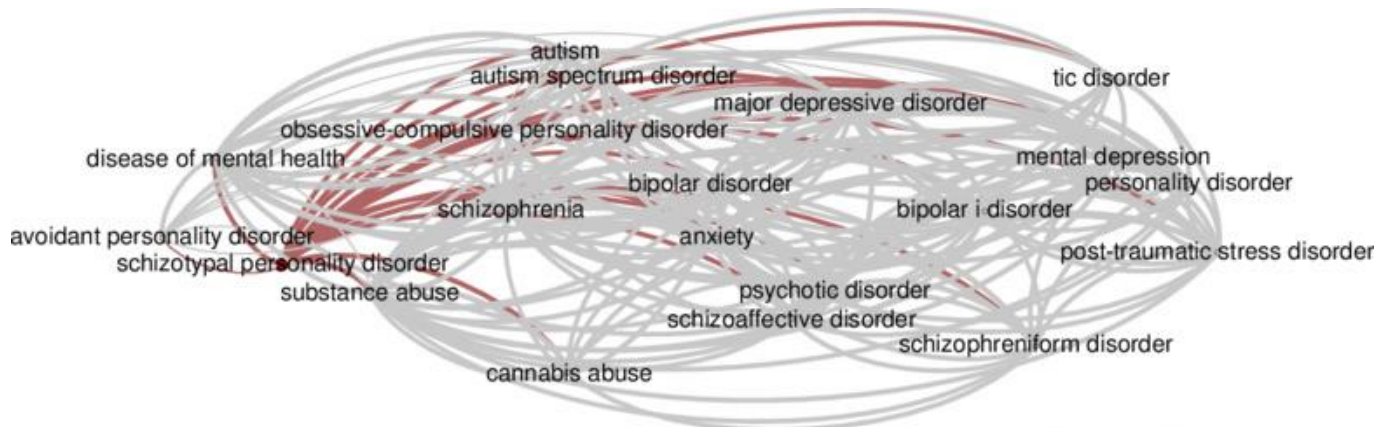 autism
autism spectrum disorder
tic disorder
major depressive disorder
obsessive-compulsive personality disorder
disease of mental health
mental depression
bipolar disorder
personality disorder
schizophrenia
bipolar i disorder
avoidant personality disorder
anxiety
post-traumatic stress disorder
schizotypal personality disorder
substance abuse
psychotic disorder
schizoaffective disorder
schizophreniform disorder
cannabis abuse